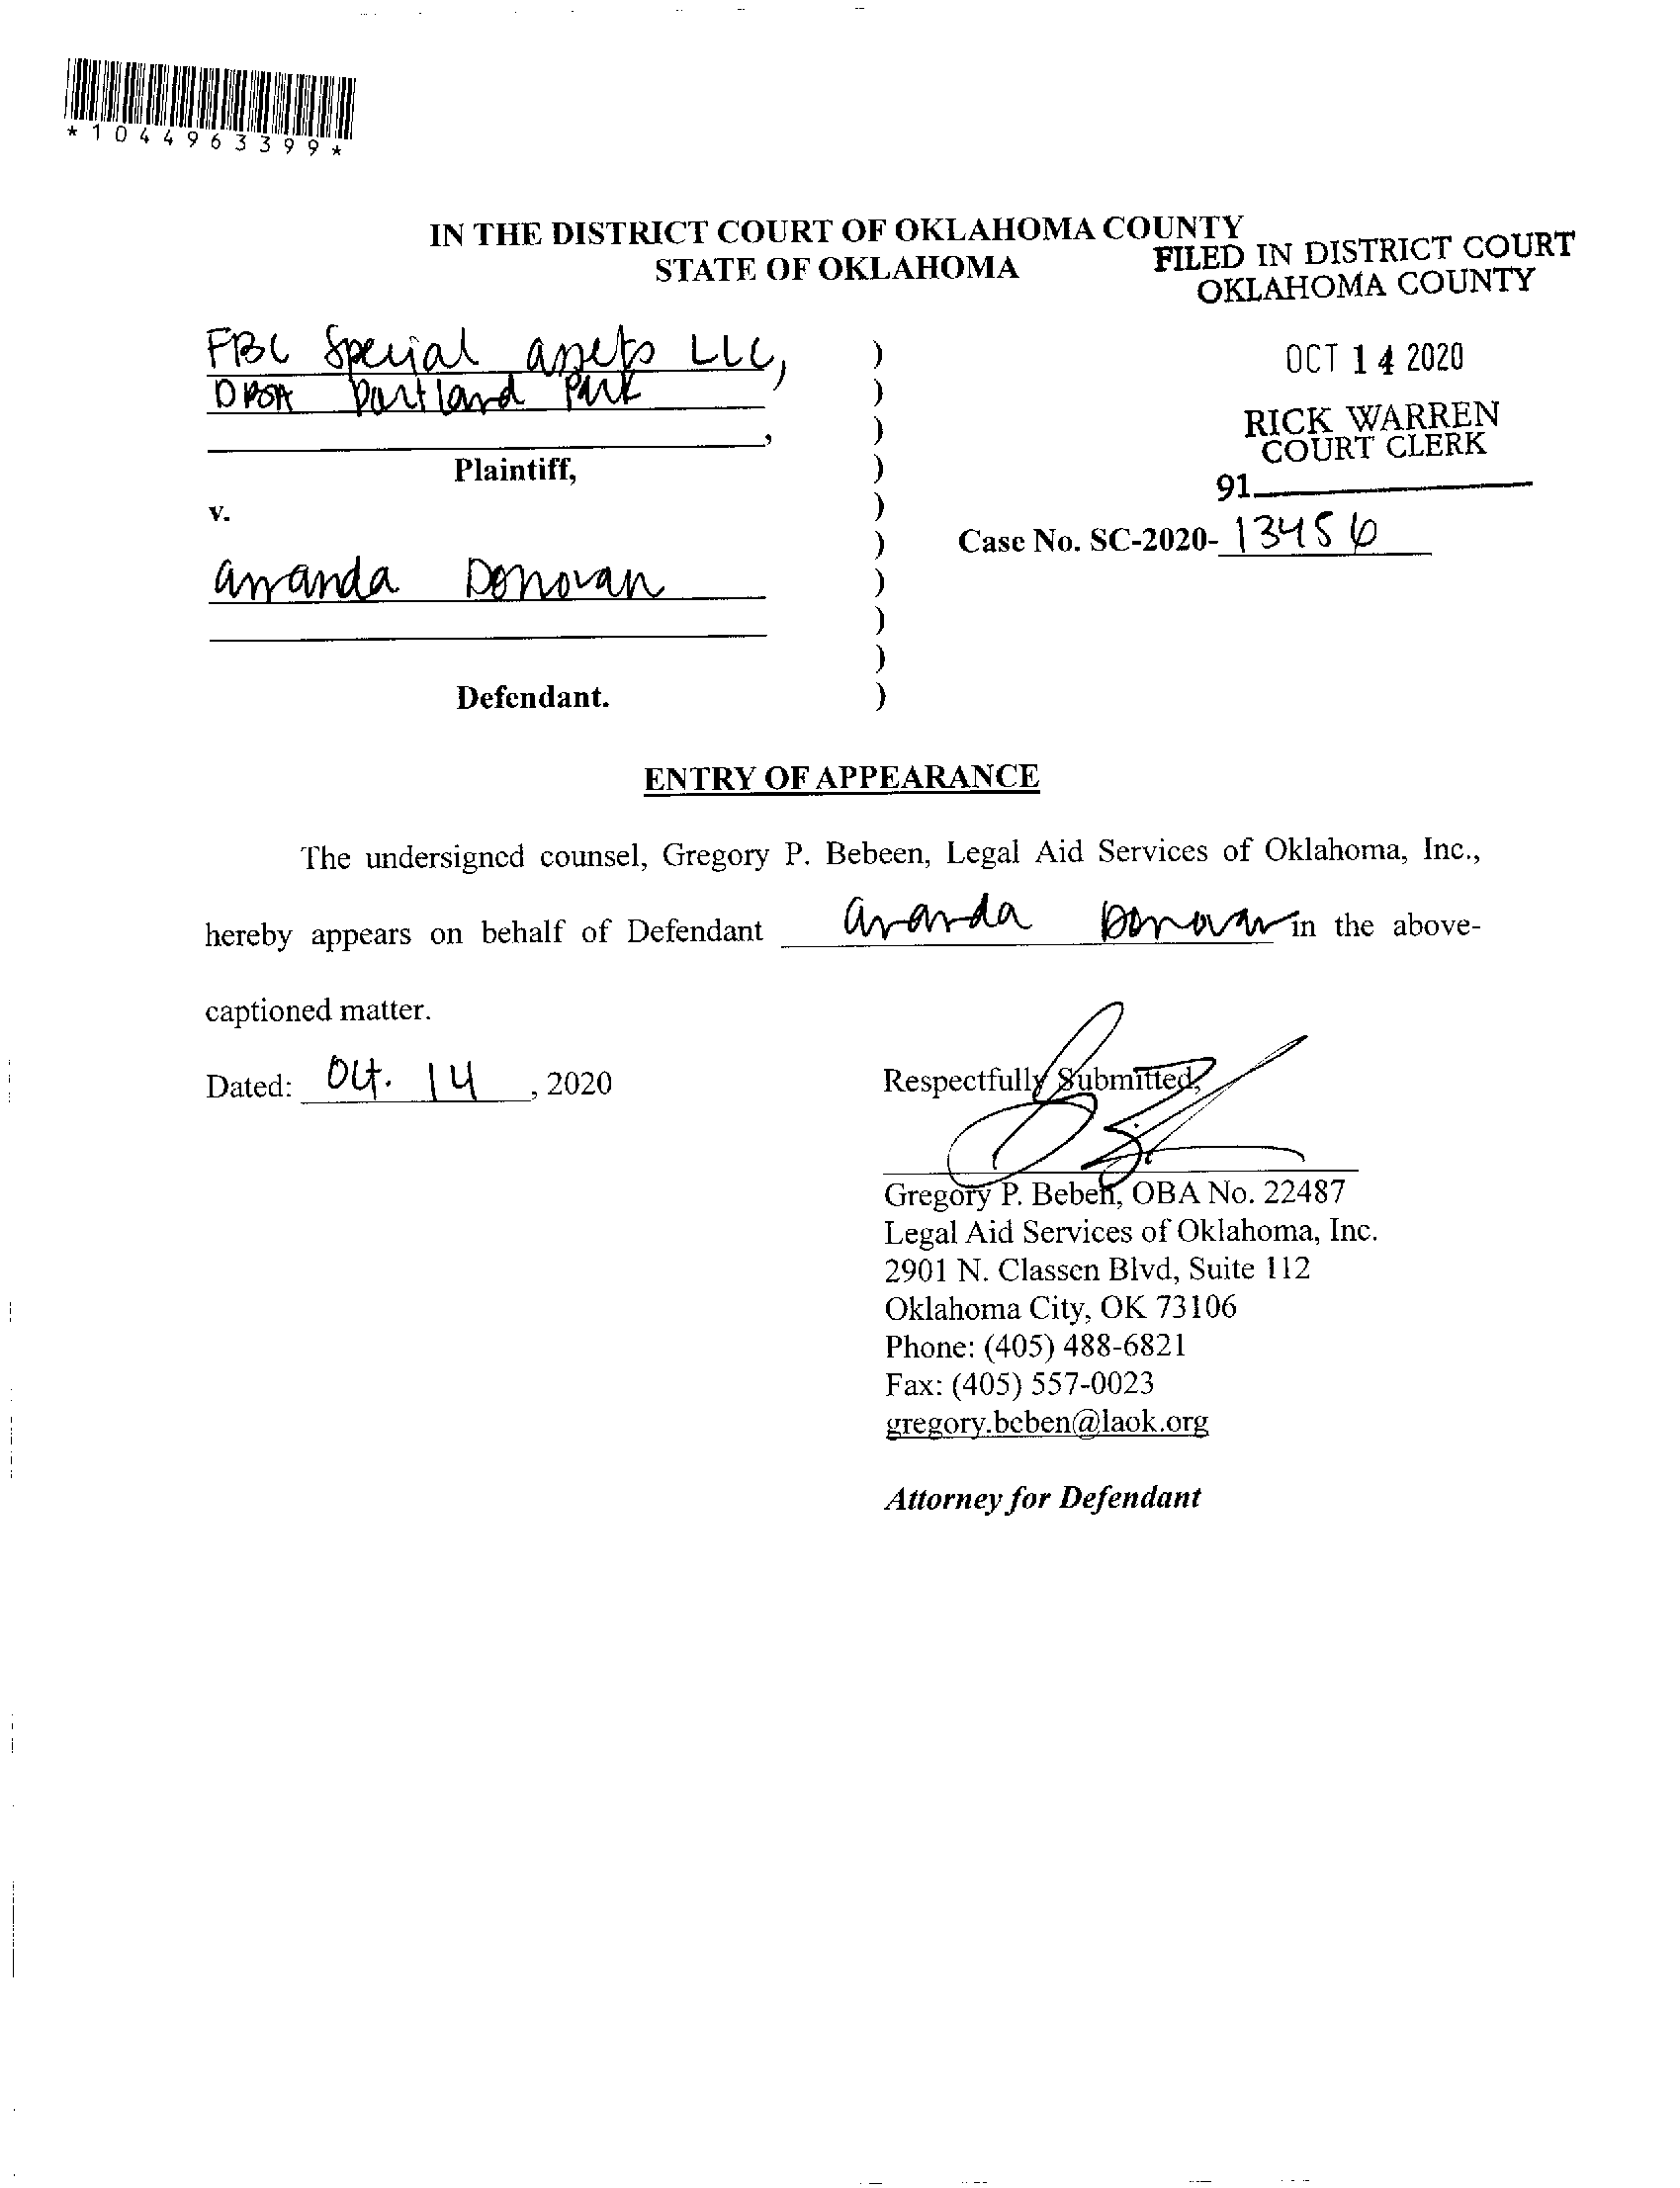 *1044963399*
IN THE DISTRICT COURT OF OKLAHOMA COUNTY
STATE OF OKLAHOMA
FILED IN DISTRICT COURT
OKLAHOMA COUNTY
OCT 14 2020
RICK WARREN
COURT CLERK
91
FBC Special assets LLC,
DBA Portland Park
,
Plaintiff,
v.
Case No. SC-2020- 13456
amanda Donovan
Defendant.
)
)
)
)
)
)
)
)
)
)
ENTRY OF APPEARANCE
The undersigned counsel, Gregory P. Bebeen, Legal Aid Services of Oklahoma, Inc.,
hereby appears on behalf of Defendant amanda Donovan in the above-
captioned matter.
Dated: Oct. 14, 2020
Respectfully Submitted,
Gregory P. Beben, OBA No. 22487
Legal Aid Services of Oklahoma, Inc.
2901 N. Classen Blvd, Suite 112
Oklahoma City, OK 73106
Phone: (405) 488-6821
Fax: (405) 557-0023
gregory.beben@laok.org
Attorney for Defendant